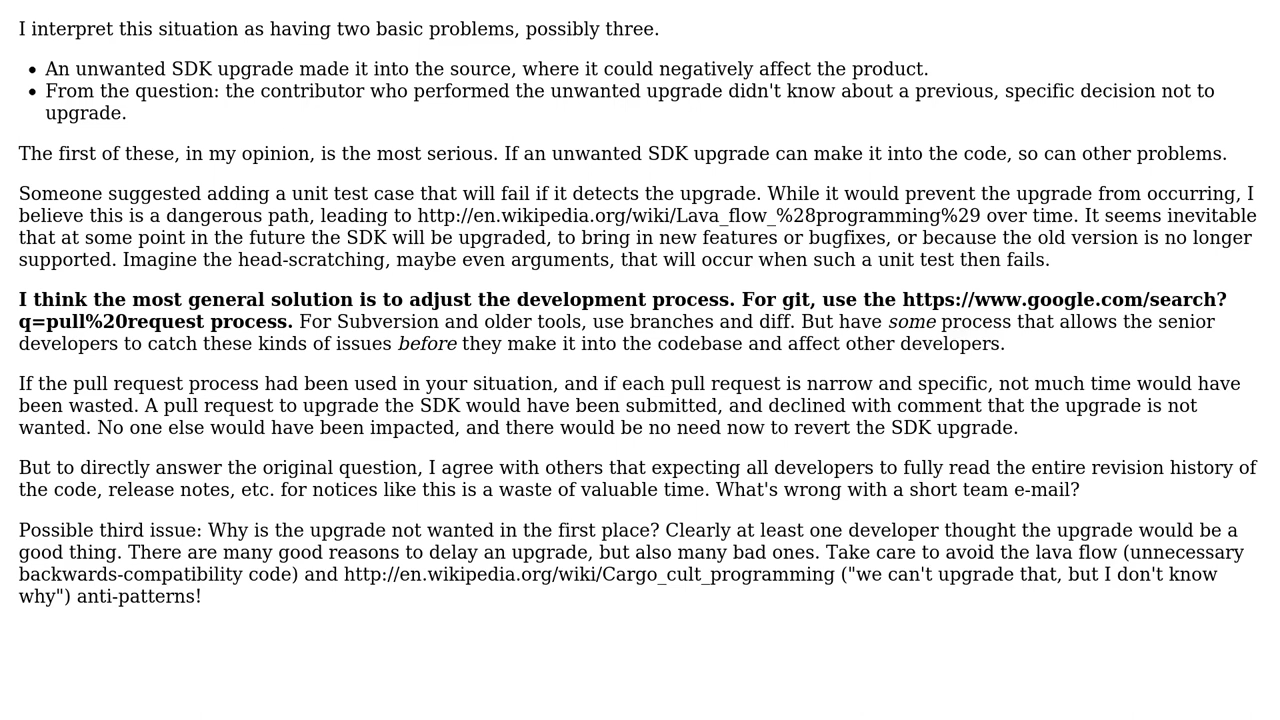 I interpret this situation as having two basic problems, possibly three.
• An unwanted SDK upgrade made it into the source, where it could negatively affect the product.
• From the question: the contributor who performed the unwanted upgrade didn't know about a previous, specific decision not to
upgrade.
The first of these, in my opinion, is the most serious. If an unwanted SDK upgrade can make it into the code, so can other problems.
Someone suggested adding a unit test case that will fail if it detects the upgrade. While it would prevent the upgrade from occurring, I
believe this is a dangerous path, leading to http://en.wikipedia.org/wiki/Lava_flow_%28programming%29 over time. It seems inevitable
that at some point in the future the SDK will be upgraded, to bring in new features or bugfixes, or because the old version is no longer
supported. Imagine the head-scratching, maybe even arguments, that will occur when such a unit test then fails.
I think the most general solution is to adjust the development process. For git, use the https://www.google.com/search?
q=pull%20request process. For Subversion and older tools, use branches and diff. But have some process that allows the senior
developers to catch these kinds of issues before they make it into the codebase and affect other developers.
If the pull request process had been used in your situation, and if each pull request is narrow and specific, not much time would have
been wasted. A pull request to upgrade the SDK would have been submitted, and declined with comment that the upgrade is not
wanted. No one else would have been impacted, and there would be no need now to revert the SDK upgrade.
But to directly answer the original question, I agree with others that expecting all developers to fully read the entire revision history of
the code, release notes, etc. for notices like this is a waste of valuable time. What's wrong with a short team e-mail?
Possible third issue: Why is the upgrade not wanted in the first place? Clearly at least one developer thought the upgrade would be a
good thing. There are many good reasons to delay an upgrade, but also many bad ones. Take care to avoid the lava flow (unnecessary
backwards-compatibility code) and http://en.wikipedia.org/wiki/Cargo_cult_programming ("we can't upgrade that, but I don't know
why") anti-patterns!